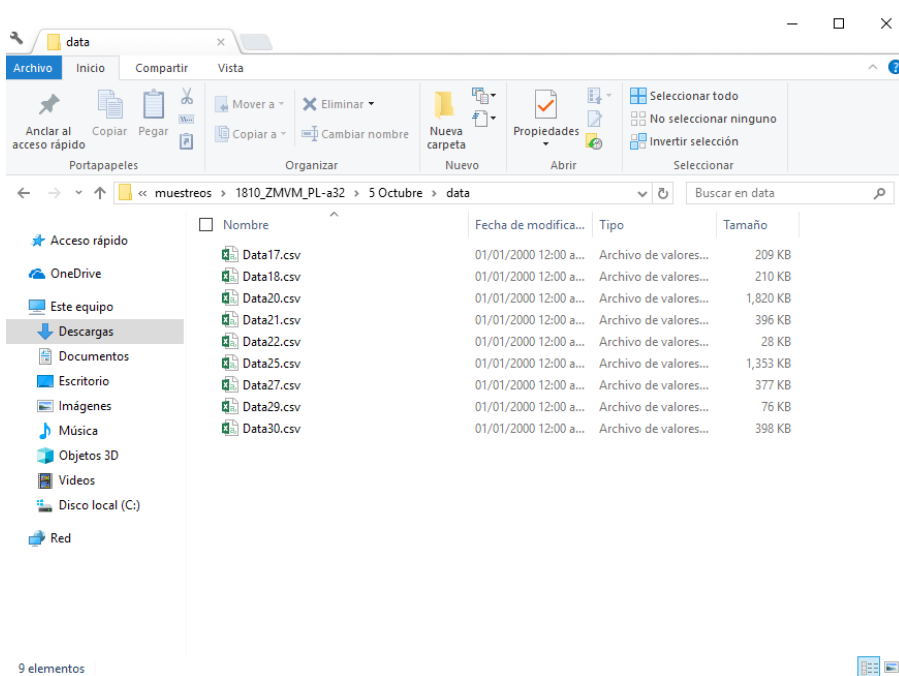 data
Archivo Inicio Compartir Vista
Anclar al acceso rápido
Copiar
Pegar
Portapapeles
Mover a
Copiar a
Eliminar
Cambiar nombre
Organizar
Nueva carpeta
Nuevo
Propiedades
Abrir
Seleccionar todo
No seleccionar ninguno
Invertir selección
Seleccionar
« muestreos > 1810_ZMVM_PL-a32 > 5 Octubre > data
Buscar en data
Acceso rápido
OneDrive
Este equipo
Descargas
Documentos
Escritorio
Imágenes
Música
Objetos 3D
Videos
Disco local (C:)
Red
Nombre Fecha de modifica... Tipo Tamaño
Data17.csv 01/01/2000 12:00 a... Archivo de valores... 209 KB
Data18.csv 01/01/2000 12:00 a... Archivo de valores... 210 KB
Data20.csv 01/01/2000 12:00 a... Archivo de valores... 1,820 KB
Data21.csv 01/01/2000 12:00 a... Archivo de valores... 396 KB
Data22.csv 01/01/2000 12:00 a... Archivo de valores... 28 KB
Data25.csv 01/01/2000 12:00 a... Archivo de valores... 1,353 KB
Data27.csv 01/01/2000 12:00 a... Archivo de valores... 377 KB
Data29.csv 01/01/2000 12:00 a... Archivo de valores... 76 KB
Data30.csv 01/01/2000 12:00 a... Archivo de valores... 398 KB
9 elementos